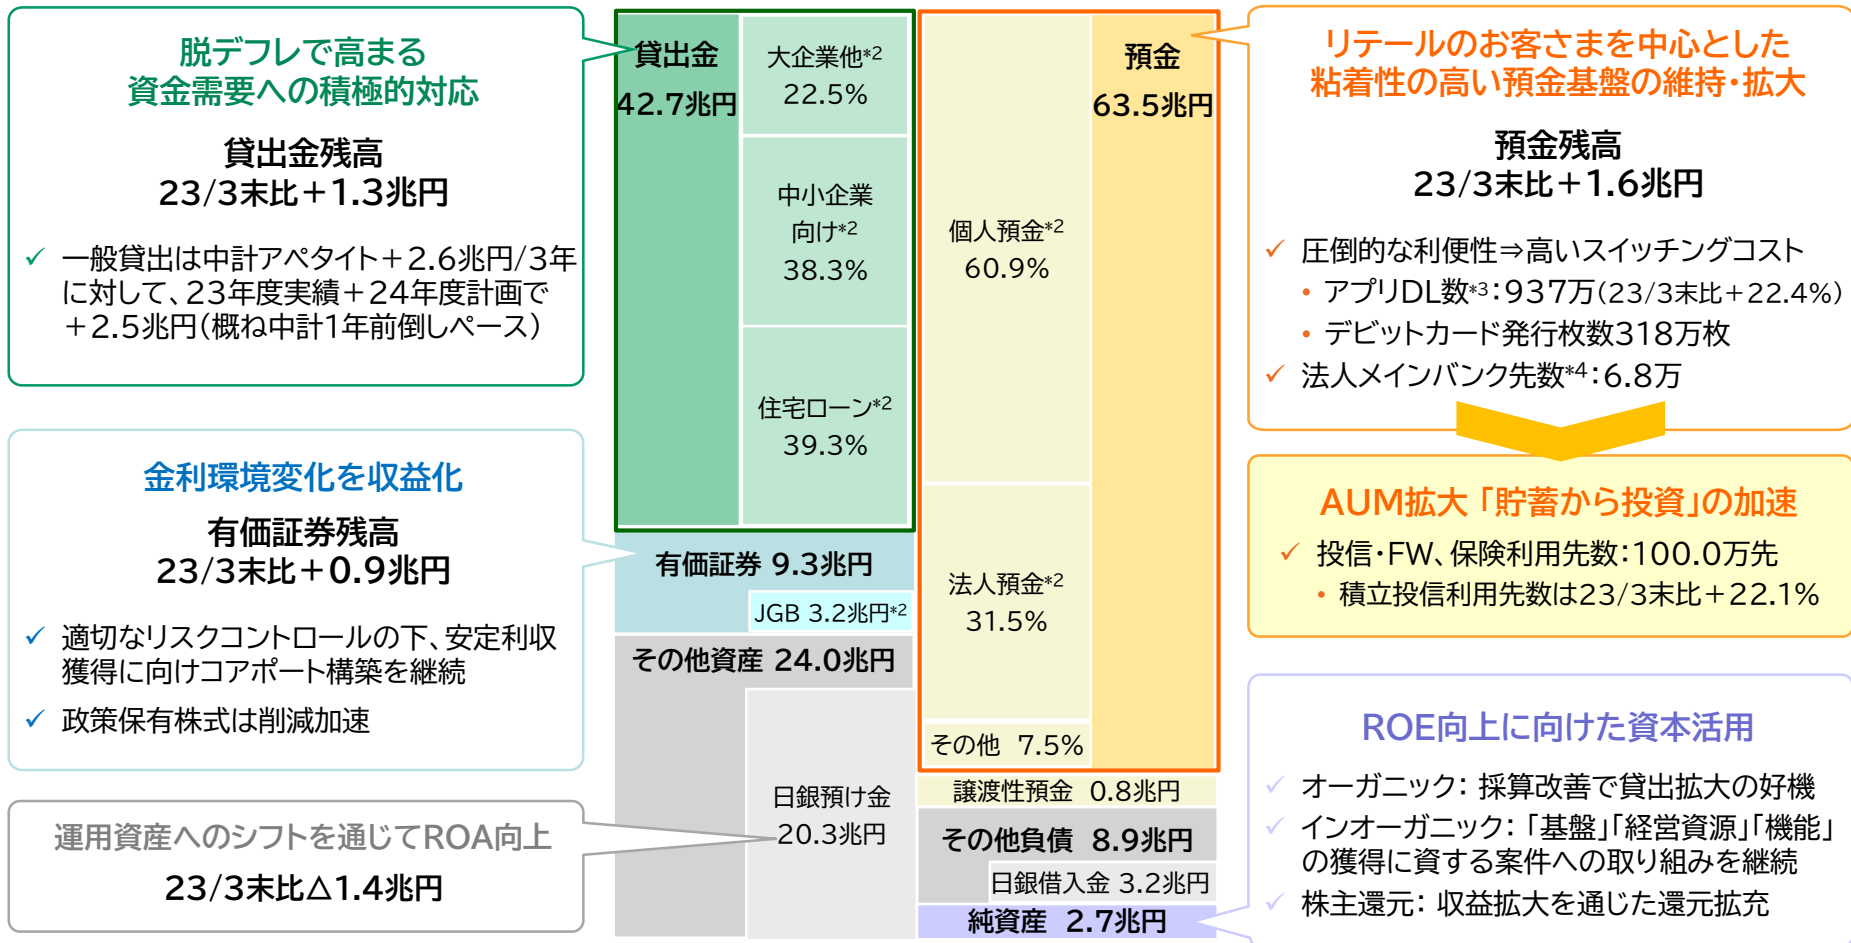 脱デフレで高まる
資金需要への積極的対応
貸出金残高
23/3末比+1.3兆円
✓ 一般貸出は中計アペタイト+2.6兆円/3年
に対して、23年度実績+24年度計画で
+2.5兆円(概ね中計1年前倒しペース)
金利環境変化を収益化
有価証券残高
23/3末比+0.9兆円
✓ 適切なリスクコントロールの下、安定利収
獲得に向けコアポート構築を継続
✓ 政策保有株式は削減加速
運用資産へのシフトを通じてROA向上
23/3末比△1.4兆円
貸出金
42.7兆円
大企業他*2
22.5%
中小企業
向け*2
38.3%
住宅ローン*2
39.3%
有価証券 9.3兆円
JGB 3.2兆円*2
その他資産 24.0兆円
日銀預け金
20.3兆円
預金
63.5兆円
個人預金*2
60.9%
法人預金*2
31.5%
その他 7.5%
譲渡性預金 0.8兆円
その他負債 8.9兆円
日銀借入金 3.2兆円
純資産 2.7兆円
リテールのお客さまを中心とした
粘着性の高い預金基盤の維持・拡大
預金残高
23/3末比+1.6兆円
✓ 圧倒的な利便性⇒高いスイッチングコスト
• アプリDL数*3:937万(23/3末比+22.4%)
• デビットカード発行枚数318万枚
✓ 法人メインバンク先数*4:6.8万
AUM拡大「貯蓄から投資」の加速
✓ 投信・FW、保険利用先数:100.0万先
• 積立投信利用先数は23/3末比+22.1%
ROE向上に向けた資本活用
✓ オーガニック: 採算改善で貸出拡大の好機
✓ インオーガニック:「基盤」「経営資源」「機能」
の獲得に資する案件への取り組みを継続
✓ 株主還元: 収益拡大を通じた還元拡充